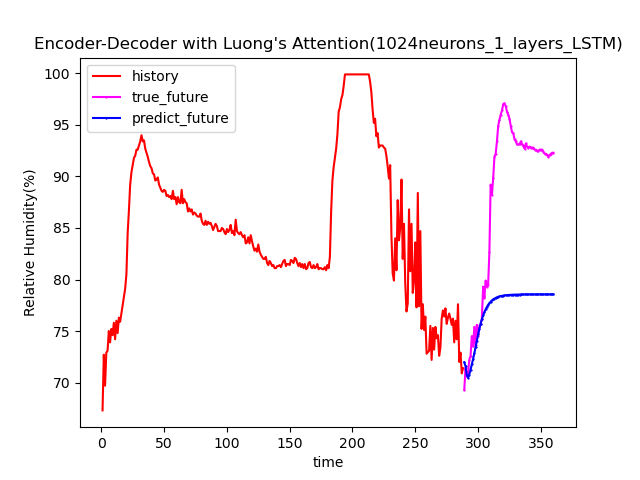 Encoder-Decoder with Luong's Attention(1024neurons_1_layers_LSTM)
history
true_future
predict_future
Relative Humidity(%)
100
95
90
85
80
75
70
0 50 100 150 200 250 300 350
time